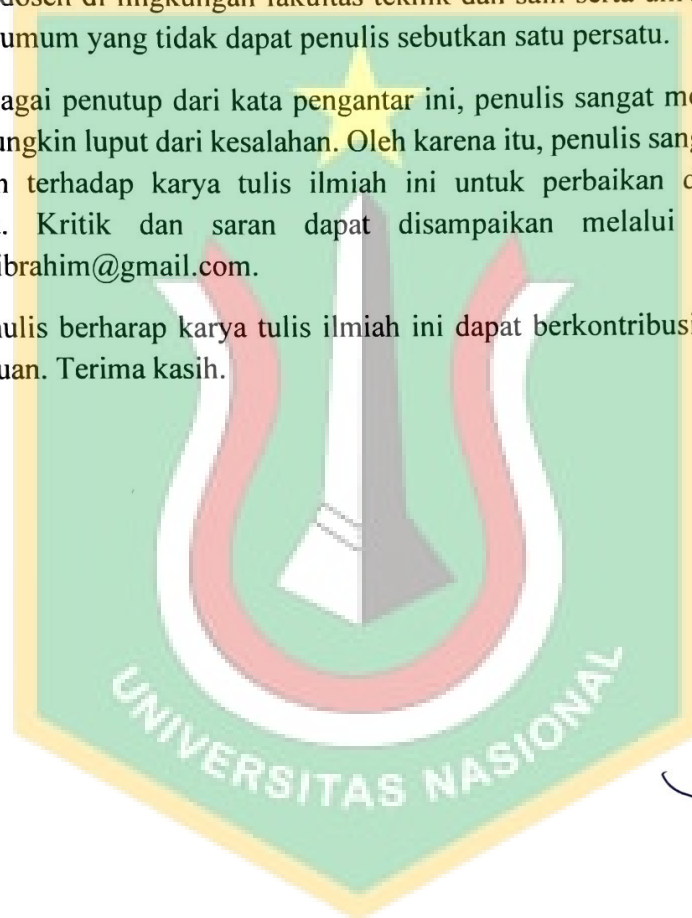 dosen di lingkungan fakultas teknik dan sain serta
umum yang tidak dapat penulis sebutkan satu persatu.
agai penutup dari kata pengantar ini, penulis sangat
ungkin luput dari kesalahan. Oleh karena itu, penulis
terhadap karya tulis ilmiah ini untuk perbaikan
Kritik dan saran dapat disampaikan melalui
ibrahim@gmail.com.
ulis berharap karya tulis ilmiah ini dapat berkontribusi
uan. Terima kasih.
UNIVERSITAS NASIONAL